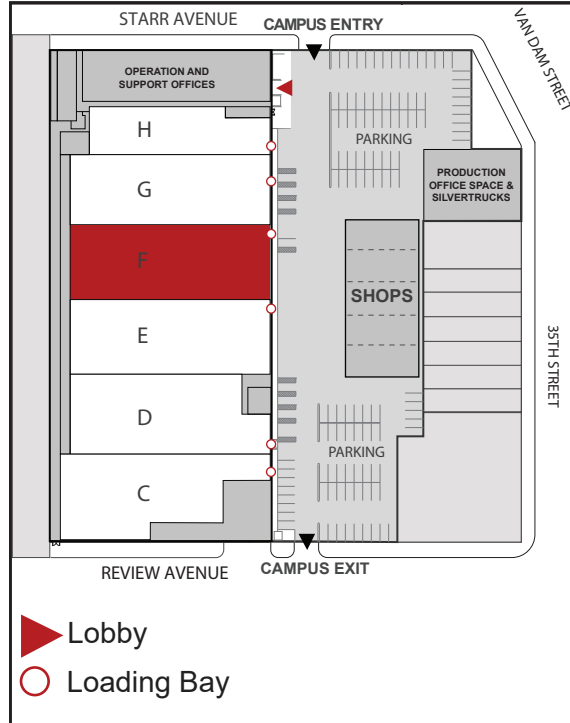 STARR AVENUE
CAMPUS ENTRY
VAN DAM STREET
OPERATION AND
SUPPORT OFFICES
H
PARKING
G
PRODUCTION
OFFICE SPACE &
SILVERTRUCKS
F
SHOPS
E
35TH STREET
D
PARKING
C
REVIEW AVENUE
CAMPUS EXIT
Lobby
Loading Bay